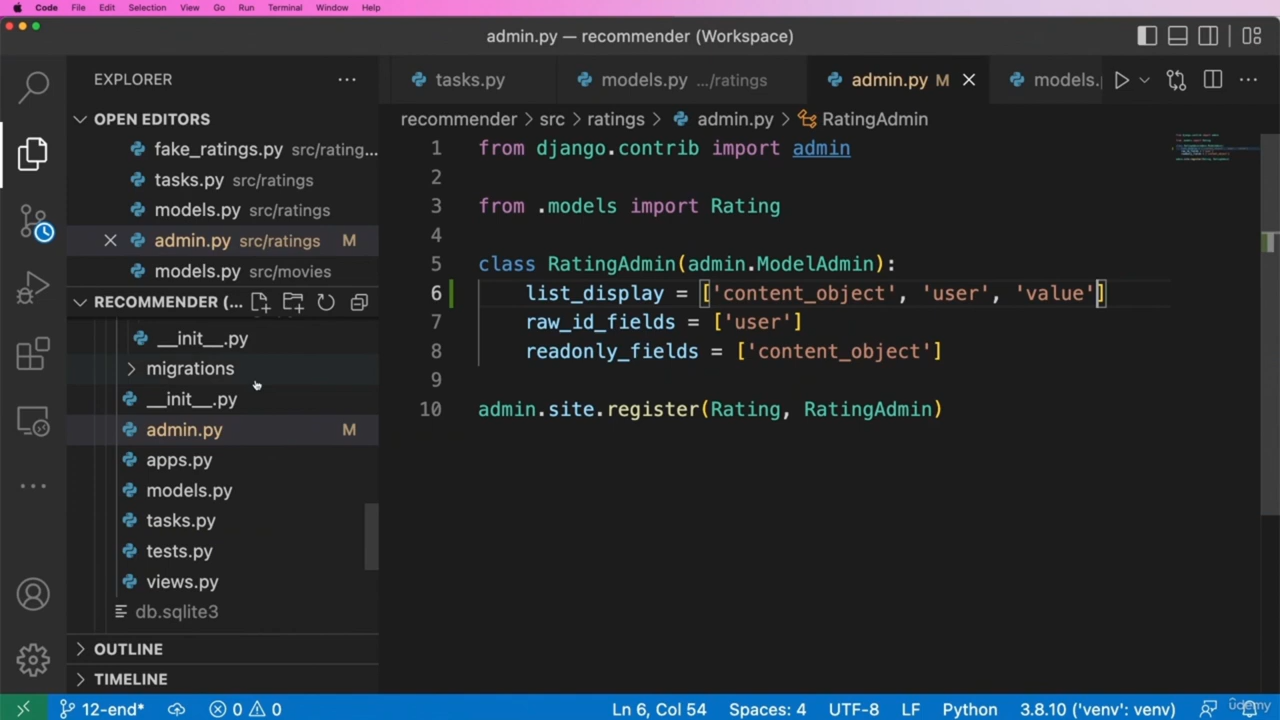 Code File Edit Selection View Go Run Terminal Window Help
admin.py — recommender (Workspace)
EXPLORER
tasks.py
models.py .../ratings
admin.py M
models.
OPEN EDITORS
recommender > src > ratings > admin.py > RatingAdmin
fake_ratings.py src/rating...
tasks.py src/ratings
models.py src/ratings
admin.py src/ratings M
models.py src/movies
RECOMMENDER (...
__init__.py
migrations
__init__.py
admin.py M
apps.py
models.py
tasks.py
tests.py
views.py
db.sqlite3
OUTLINE
TIMELINE
1 from django.contrib import admin
2
3 from .models import Rating
4
5 class RatingAdmin(admin.ModelAdmin):
6 list_display = ['content_object', 'user', 'value']
7 raw_id_fields = ['user']
8 readonly_fields = ['content_object']
9
10 admin.site.register(Rating, RatingAdmin)
12-end* 0 0 Ln 6, Col 54 Spaces: 4 UTF-8 LF Python 3.8.10 ('venv': venv)
udemy